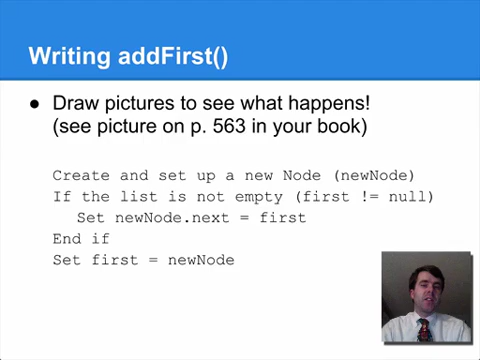 Writing addFirst()
● Draw pictures to see what happens!
(see picture on p. 563 in your book)
Create and set up a new Node (newNode)
If the list is not empty (first != null)
Set newNode.next = first
End if
Set first = newNode